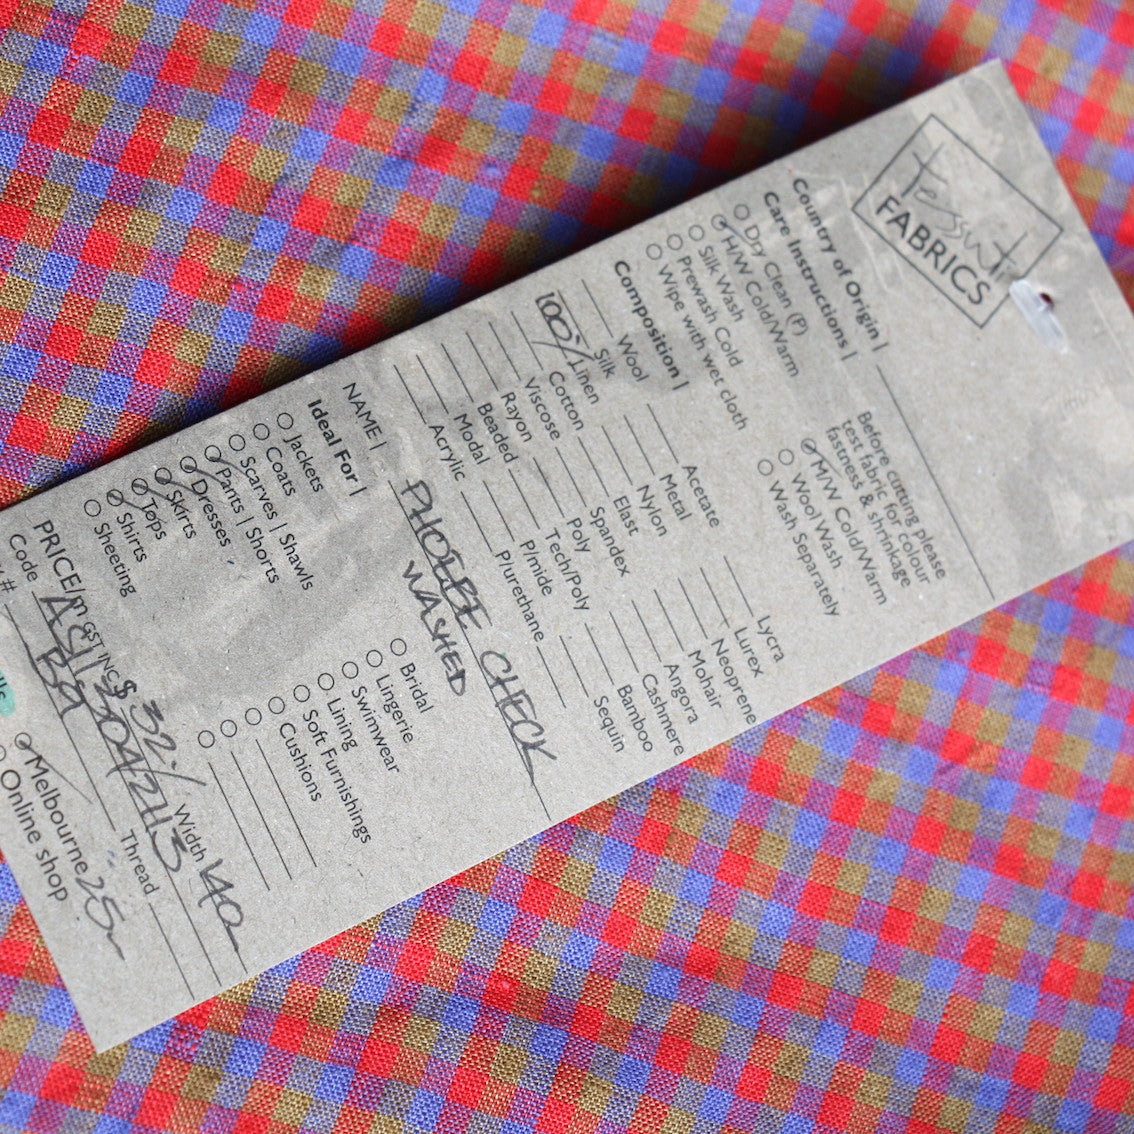 Tessuti
FABRICS
Country of Origin |
Care Instructions |
Dry Clean (P)
H/W Cold/Warm
Silk Wash
Prewash Cold
Wipe with wet cloth
Before cutting please
test fabric for colour
fastness & shrinkage
M/W Cold/Warm
Wool Wash
Wash Separately
Composition |
Wool
Silk
100% Linen
Cotton
Viscose
Rayon
Beaded
Modal
Acrylic
Acetate
Metal
Nylon
Elast
Spandex
Poly
Tech/Poly
P/mide
P/urethane
Lycra
Lurex
Neoprene
Mohair
Angora
Cashmere
Bamboo
Sequin
NAME | PHOEBE CHECK
WASHED
Ideal For |
Jackets
Coats
Scarves | Shawls
Pants | Shorts
Dresses
Skirts
Tops
Shirts
Sheeting
Bridal
Lingerie
Swimwear
Lining
Soft Furnishings
Cushions
PRICE/m GST INC $ 32./. Width 140
Code
Thread
Melbourne 25
Online shop